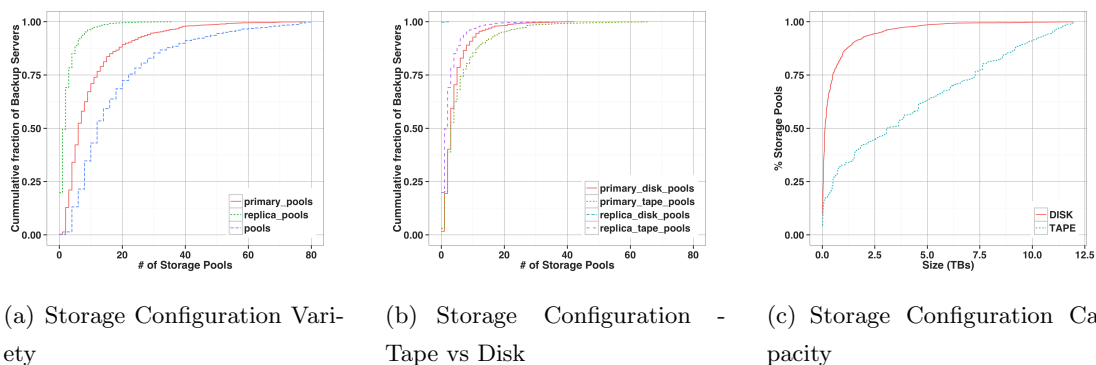 Cummulative fraction of Backup Servers
1.00
0.75
0.50
0.25
0.00
primary_pools
replica_pools
pools
0 20 40 60 80
# of Storage Pools
(a) Storage Configuration Vari-
ety
Cummulative fraction of Backup Servers
1.00
0.75
0.50
0.25
0.00
primary_disk_pools
primary_tape_pools
replica_disk_pools
replica_tape_pools
0 20 40 60 80
# of Storage Pools
(b) Storage Configuration -
Tape vs Disk
% Storage Pools
1.00
0.75
0.50
0.25
0.00
DISK
TAPE
0.0 2.5 5.0 7.5 10.0 12.5
Size (TBs)
(c) Storage Configuration Ca
pacity